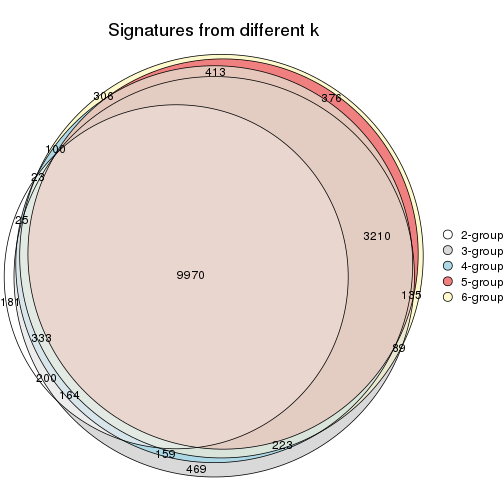 Signatures from different k
413
306
376
100
23
25
3210
9970
181
135
333
89
200
164
223
159
469
2-group
3-group
4-group
5-group
6-group